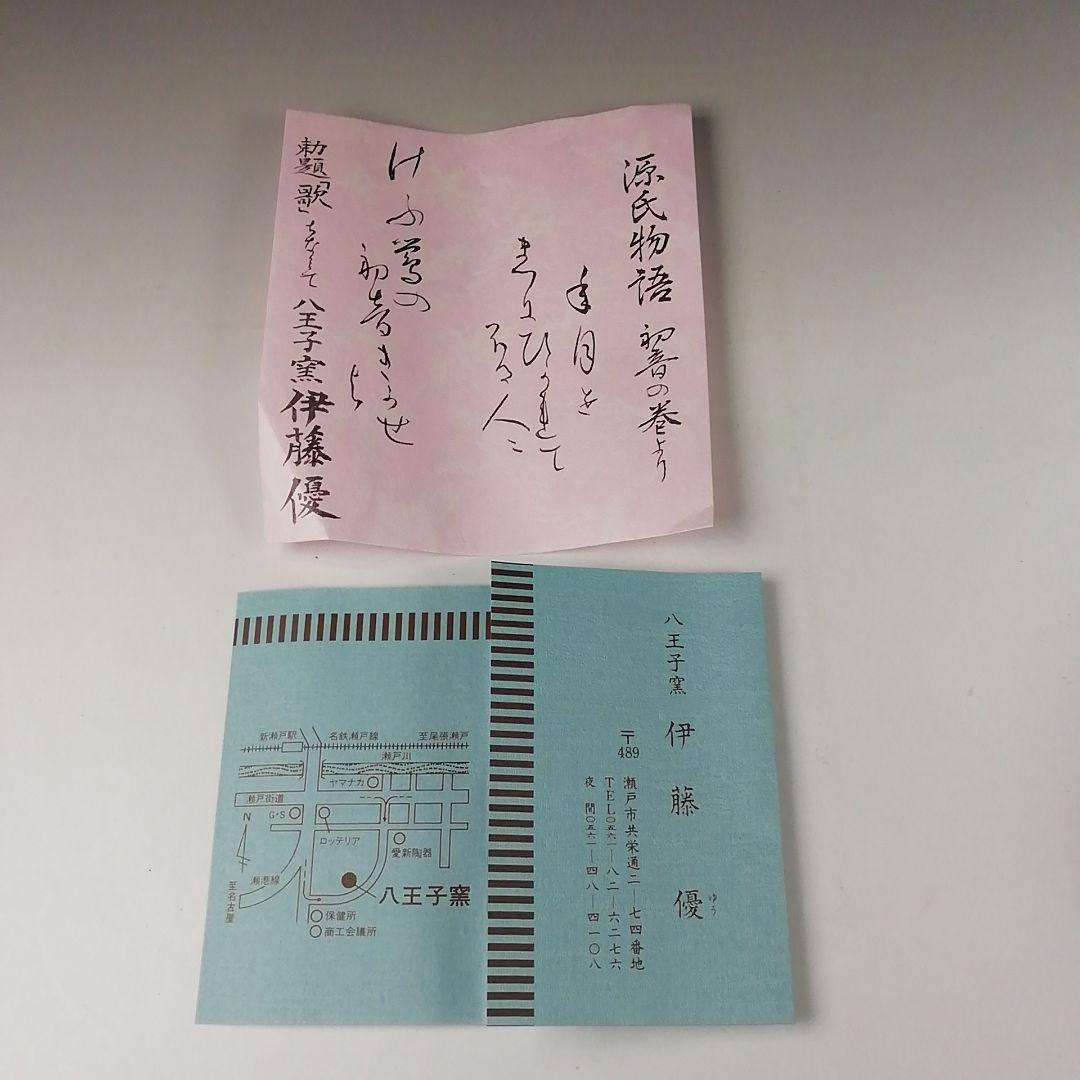 源氏物語 初音の巻より
年月を
まつにひかれて
ふる人に
けふ鶯の
初音きかせ
よ
勅題「歌」ちなみて 八王子窯 伊藤優
新瀬戸駅
名鉄瀬戸線
至尾張瀬戸
瀬戸川
ヤマナカ
瀬戸街道
N
G・S
ロッテリア
愛新陶器
瀬港線
至名古屋
八王子窯
保健所
商工会議所
八王子窯 伊藤 優
ゆう
〒489
瀬戸市共栄通二―七四番地
TEL〇五六一―八二―六二七六
夜間〇五六一―四八―四一〇八